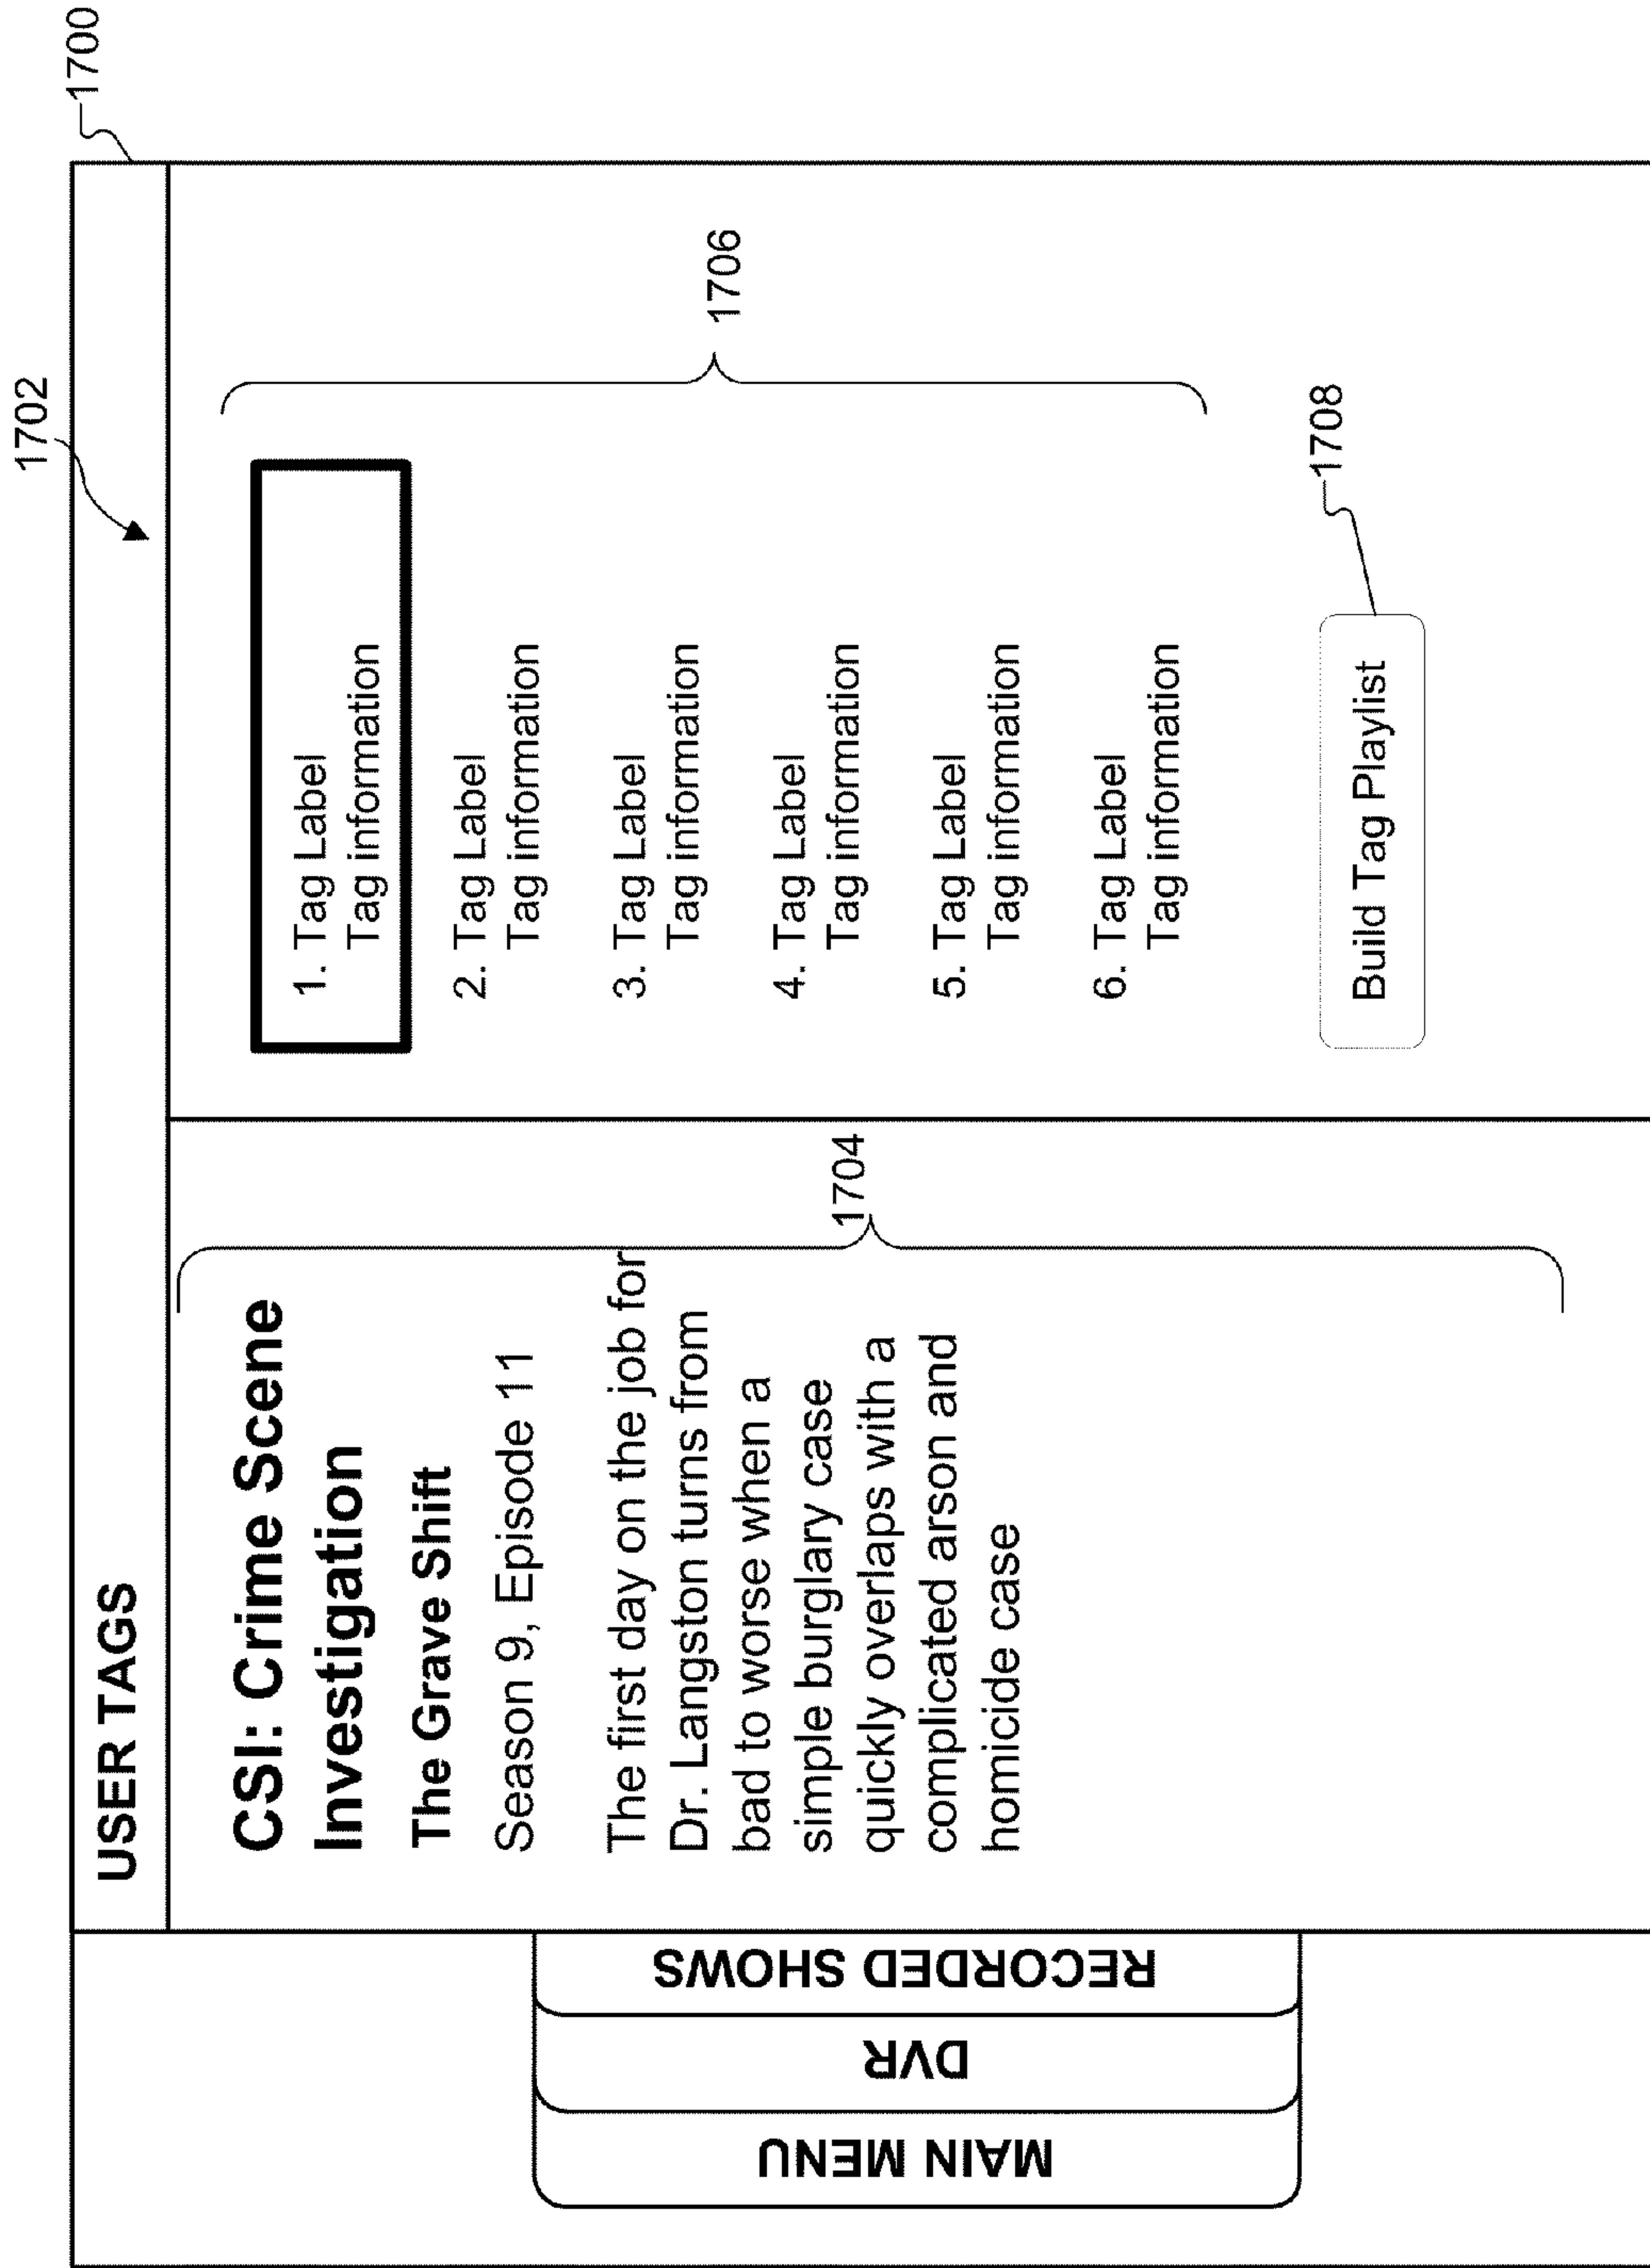 1702
1700
USER TAGS
MAIN MENU
DVR
RECORDED SHOWS
CSI: Crime Scene
Investigation
The Grave Shift
Season 9, Episode 11
The first day on the job for
Dr. Langston turns from
bad to worse when a
simple burglary case
quickly overlaps with a
complicated arson and
homicide case
1704
1. Tag Label
Tag information
2. Tag Label
Tag information
3. Tag Label
Tag information
4. Tag Label
Tag information
5. Tag Label
Tag information
6. Tag Label
Tag information
1706
Build Tag Playlist
1708